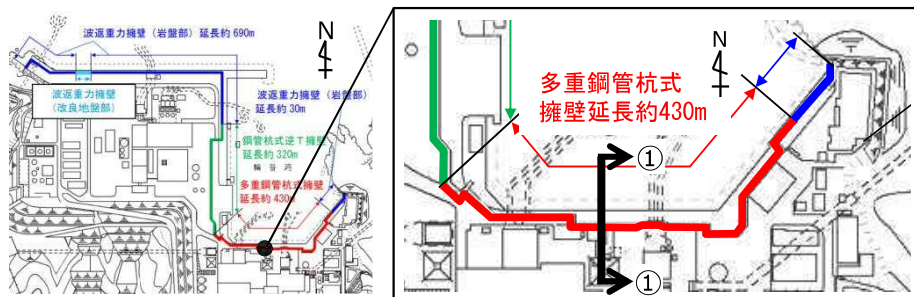 波返重力擁壁（岩盤部）延長約690m
N
波返重力擁壁
（改良地盤部）
波返重力擁壁（岩盤部）
延長約30m
鋼管杭式逆T擁壁
延長約320m
輪谷湾
多重鋼管杭式擁壁
延長約430m
N
多重鋼管杭式
擁壁延長約430m
①
①